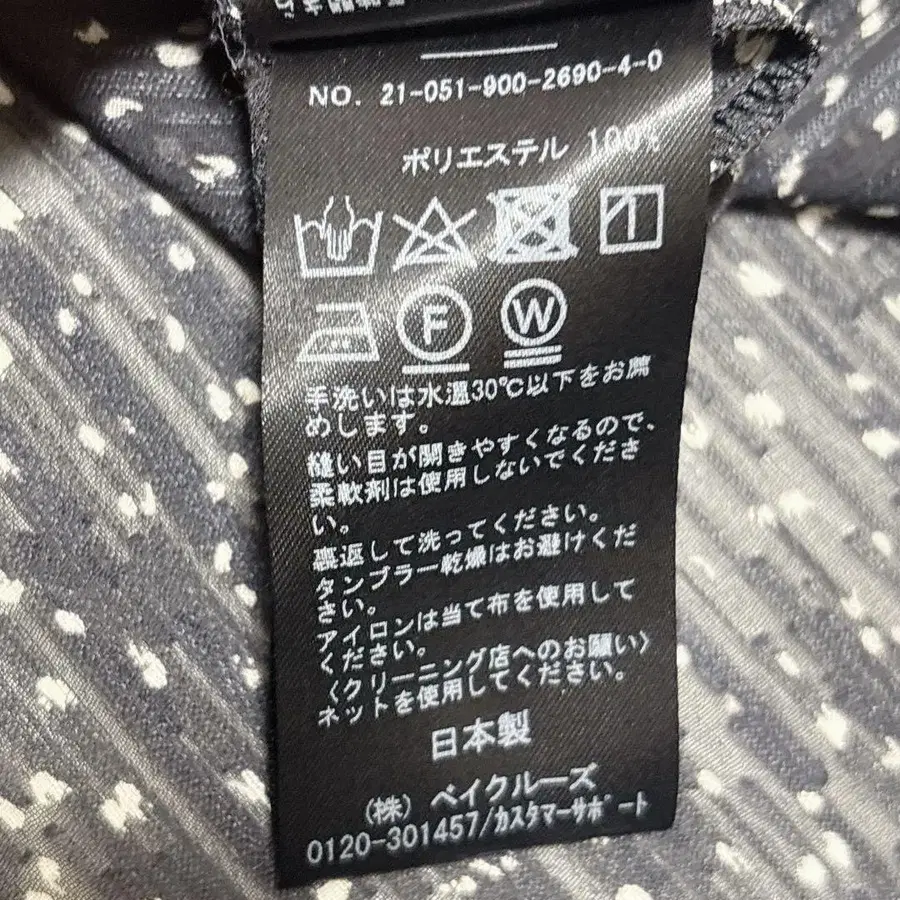 NO. 21-051-900-2690-4-0
ポリエステル 100%
F W
手洗いは水温30℃以下をお薦
めします。
縫い目が開きやすくなるので、
柔軟剤は使用しないでくださ
い。
裏返して洗ってください。
タンブラー乾燥はお避けくだ
さい。
アイロンは当て布を使用して
ください。
〈クリーニング店へのお願い〉
ネットを使用してください。
日本製
(株) ベイクルーズ
0120-301457/カスタマーサポート